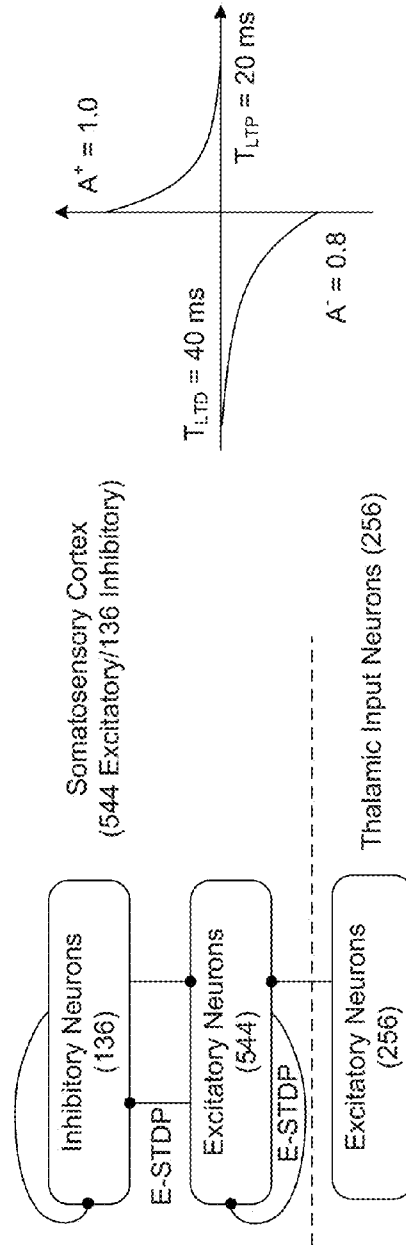 Inhibitory Neurons
(136)
E-STDP
Excitatory Neurons
(544)
E-STDP
Excitatory Neurons
(256)
Somatosensory Cortex
(544 Excitatory/136 Inhibitory)
Thalamic Input Neurons (256)
A⁺ = 1.0
T_LTP = 20 ms
T_LTD = 40 ms
A⁻ = 0.8